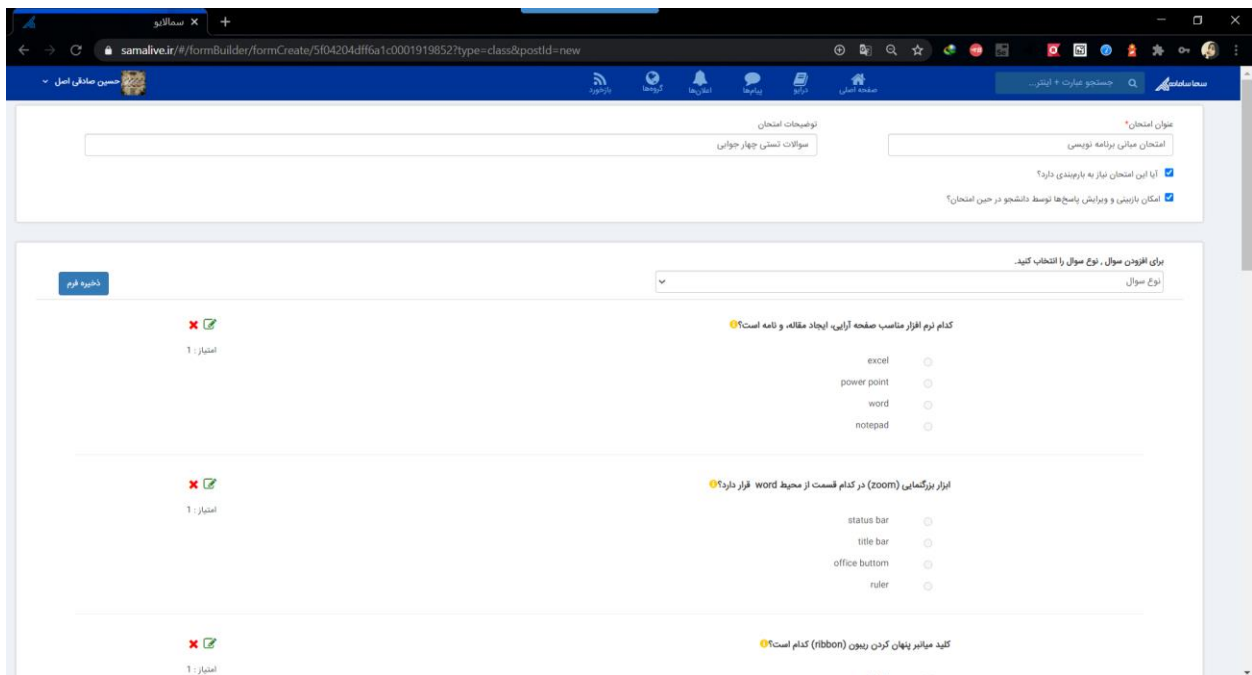 سمالایو
samalive.ir/#/formBuilder/formCreate/5f04204dff6a1c0001919852?type=class&postId=new
جستجو عبارت + اینتر...
صفحه اصلی
درایو
پیام‌ها
اعلان‌ها
گروه‌ها
بازخورد
حسین صادقی اصل
عنوان امتحان*
توضیحات امتحان
امتحان مبانی برنامه نویسی
سوالات تستی چهار جوابی
آیا این امتحان نیاز به بارم‌بندی دارد؟
امکان بازبینی و ویرایش پاسخ‌ها توسط دانشجو در حین امتحان؟
برای افزودن سوال , نوع سوال را انتخاب کنید.
نوع سوال
ذخیره فرم
کدام نرم افزار مناسب صفحه آرایی، ایجاد مقاله، و نامه است؟
امتیاز : 1
excel
power point
word
notepad
ابزار بزرگنمایی (zoom) در کدام قسمت از محیط word قرار دارد؟
امتیاز : 1
status bar
title bar
office buttom
ruler
کلید میانبر پنهان کردن ریبون (ribbon) کدام است؟
امتیاز : 1